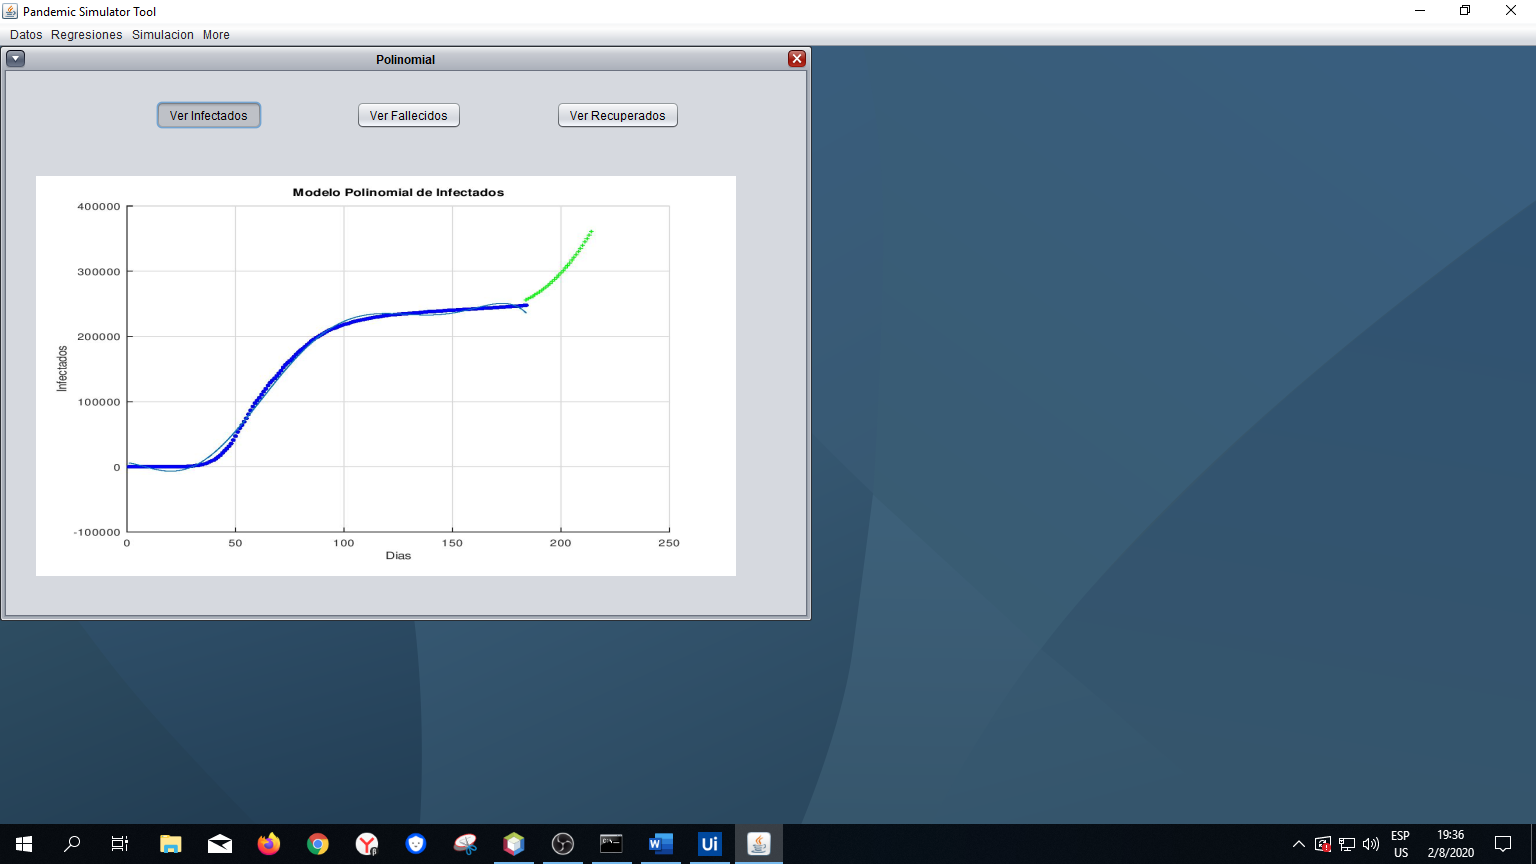 Pandemic Simulator Tool
Datos Regresiones Simulacion More
Polinomial
Ver Infectados Ver Fallecidos Ver Recuperados
Modelo Polinomial de Infectados
400000
300000
200000
100000
0
-100000
Infectados
0 50 100 150 200 250
Dias
Ui
ESP
US
19:36
2/8/2020